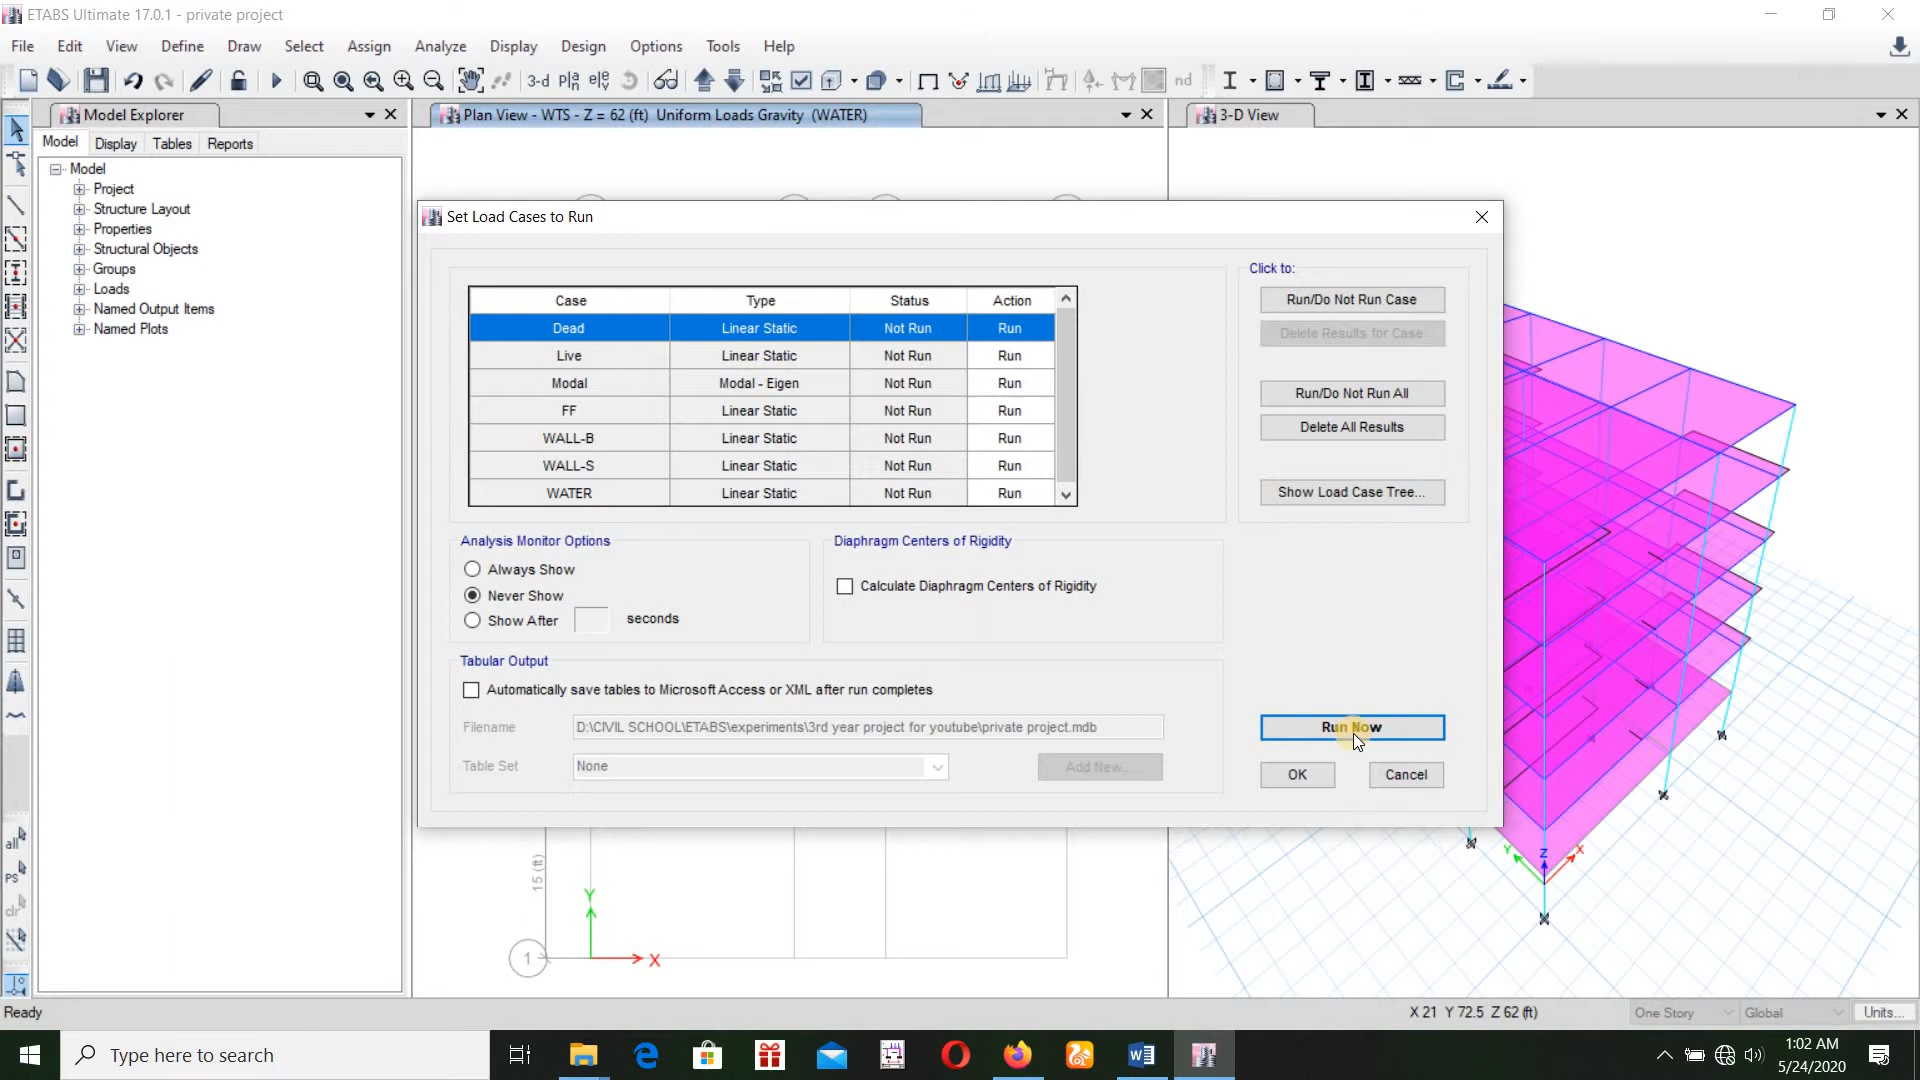 ETABS Ultimate 17.0.1 - private project
File Edit View Define Draw Select Assign Analyze Display Design Options Tools Help
3-d
nd
Model Explorer
Plan View - WTS - Z = 62 (ft) Uniform Loads Gravity (WATER)
3-D View
Model Display Tables Reports
Model
Project
Structure Layout
Properties
Structural Objects
Groups
Loads
Named Output Items
Named Plots
Set Load Cases to Run
Click to:
Case Type Status Action
Dead Linear Static Not Run Run
Live Linear Static Not Run Run
Modal Modal - Eigen Not Run Run
FF Linear Static Not Run Run
WALL-B Linear Static Not Run Run
WALL-S Linear Static Not Run Run
WATER Linear Static Not Run Run
Run/Do Not Run Case
Delete Results for Case
Run/Do Not Run All
Delete All Results
Show Load Case Tree...
Analysis Monitor Options
Always Show
Never Show
Show After seconds
Diaphragm Centers of Rigidity
Calculate Diaphragm Centers of Rigidity
Tabular Output
Automatically save tables to Microsoft Access or XML after run completes
Filename D:\CIVIL SCHOOL\ETABS\experiments\3rd year project for youtube\private project.mdb
Table Set None Add New...
Run Now
OK Cancel
15 (ft)
Y
X
1
Y Z X
all
PS
clr
Ready
X 21 Y 72.5 Z 62 (ft)
One Story Global Units...
Type here to search
1:02 AM
5/24/2020